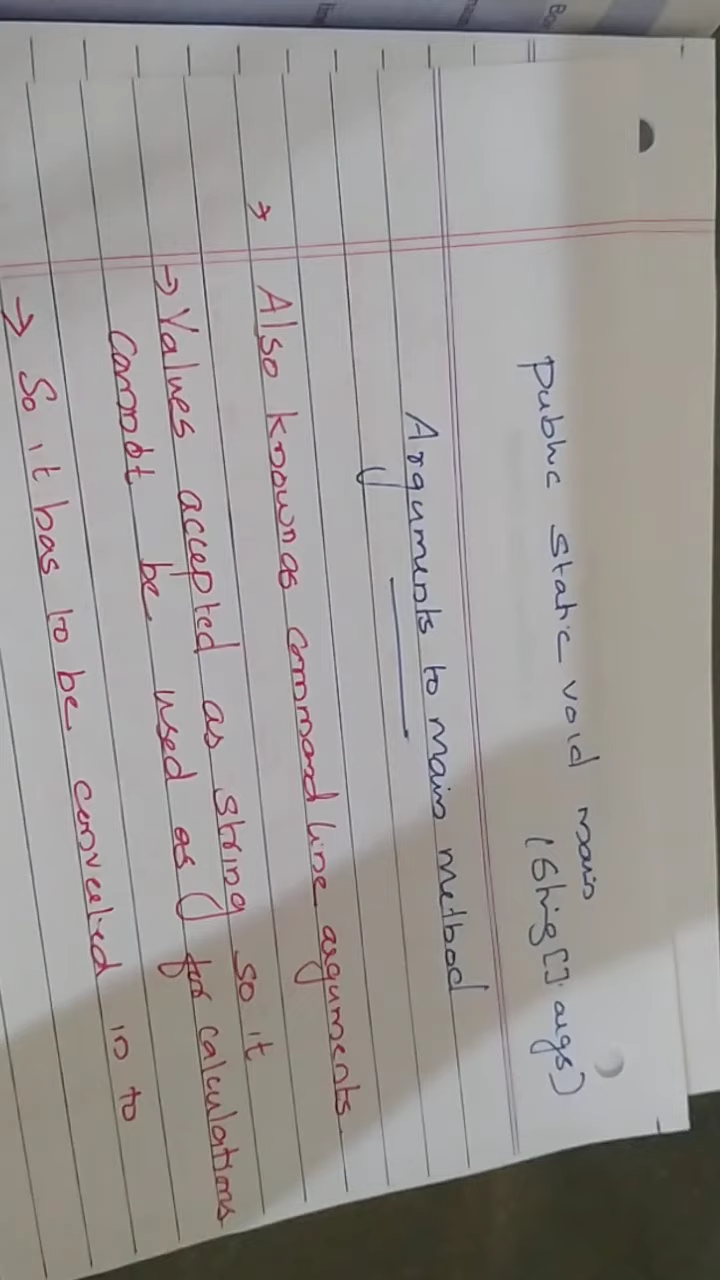 public static void main
(String[] args)
Arguments to main method
→ Also known as command line arguments.
→ Values accepted as string so it
cannot be used as for calculations
→ So it has to be converted in to